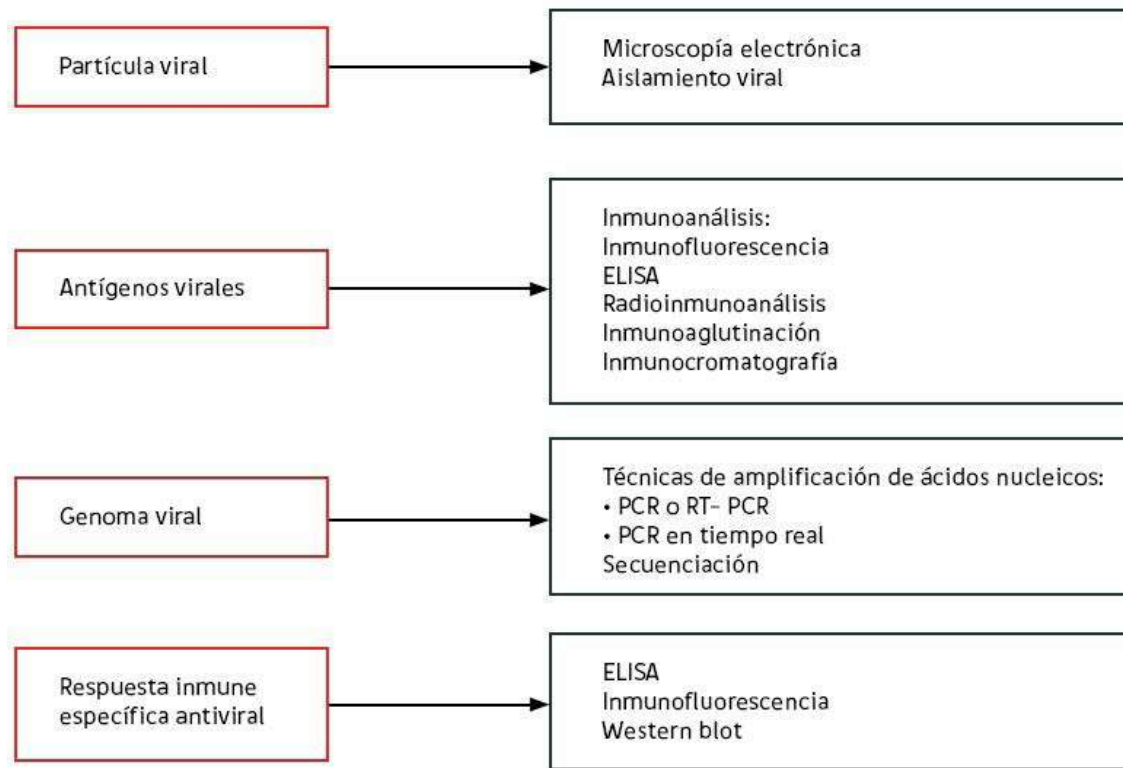 Partícula viral
Microscopía electrónica
Aislamiento viral
Antígenos virales
Inmunoanálisis:
Inmunofluorescencia
ELISA
Radioinmunoanálisis
Inmunoaglutinación
Inmunocromatografía
Genoma viral
Técnicas de amplificación de ácidos nucleicos:
• PCR o RT- PCR
• PCR en tiempo real
Secuenciación
Respuesta inmune
específica antiviral
ELISA
Inmunofluorescencia
Western blot